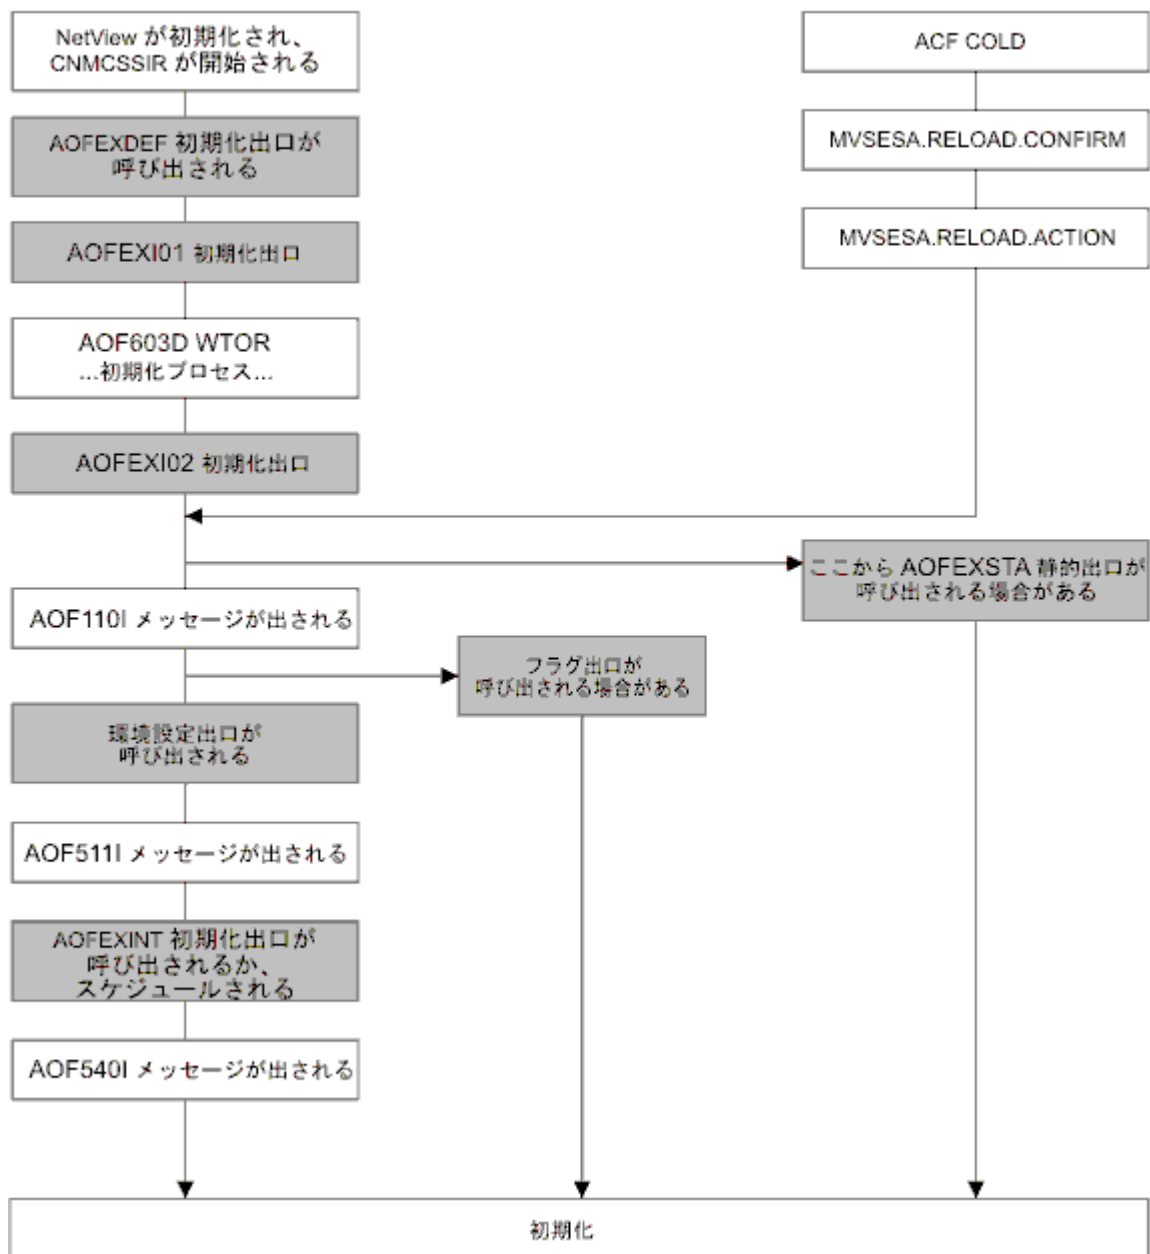 NetView が初期化され、
CNMCSSIR が開始される
AOFEXDEF 初期化出口が
呼び出される
AOFEXI01 初期化出口
AOF603D WTOR
...初期化プロセス...
AOFEXI02 初期化出口
ACF COLD
MVSESA.RELOAD.CONFIRM
MVSESA.RELOAD.ACTION
ここから AOFEXSTA 静的出口が
呼び出される場合がある
AOF110I メッセージが出される
フラグ出口が
呼び出される場合がある
環境設定出口が
呼び出される
AOF511I メッセージが出される
AOFEXINT 初期化出口が
呼び出されるか、
スケジュールされる
AOF540I メッセージが出される
初期化